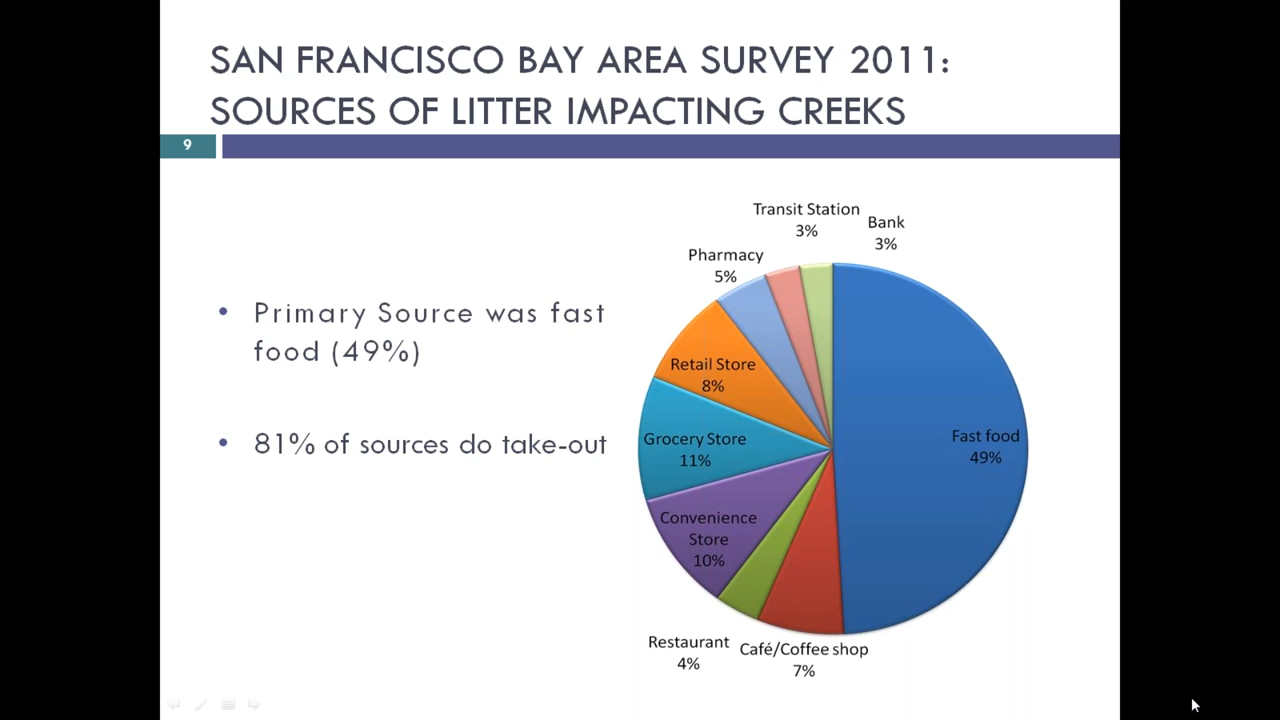 SAN FRANCISCO BAY AREA SURVEY 2011:
SOURCES OF LITTER IMPACTING CREEKS
9
• Primary Source was fast
food (49%)
• 81% of sources do take-out
Transit Station
3%
Bank
3%
Pharmacy
5%
Retail Store
8%
Grocery Store
11%
Fast food
49%
Convenience
Store
10%
Restaurant
4%
Café/Coffee shop
7%